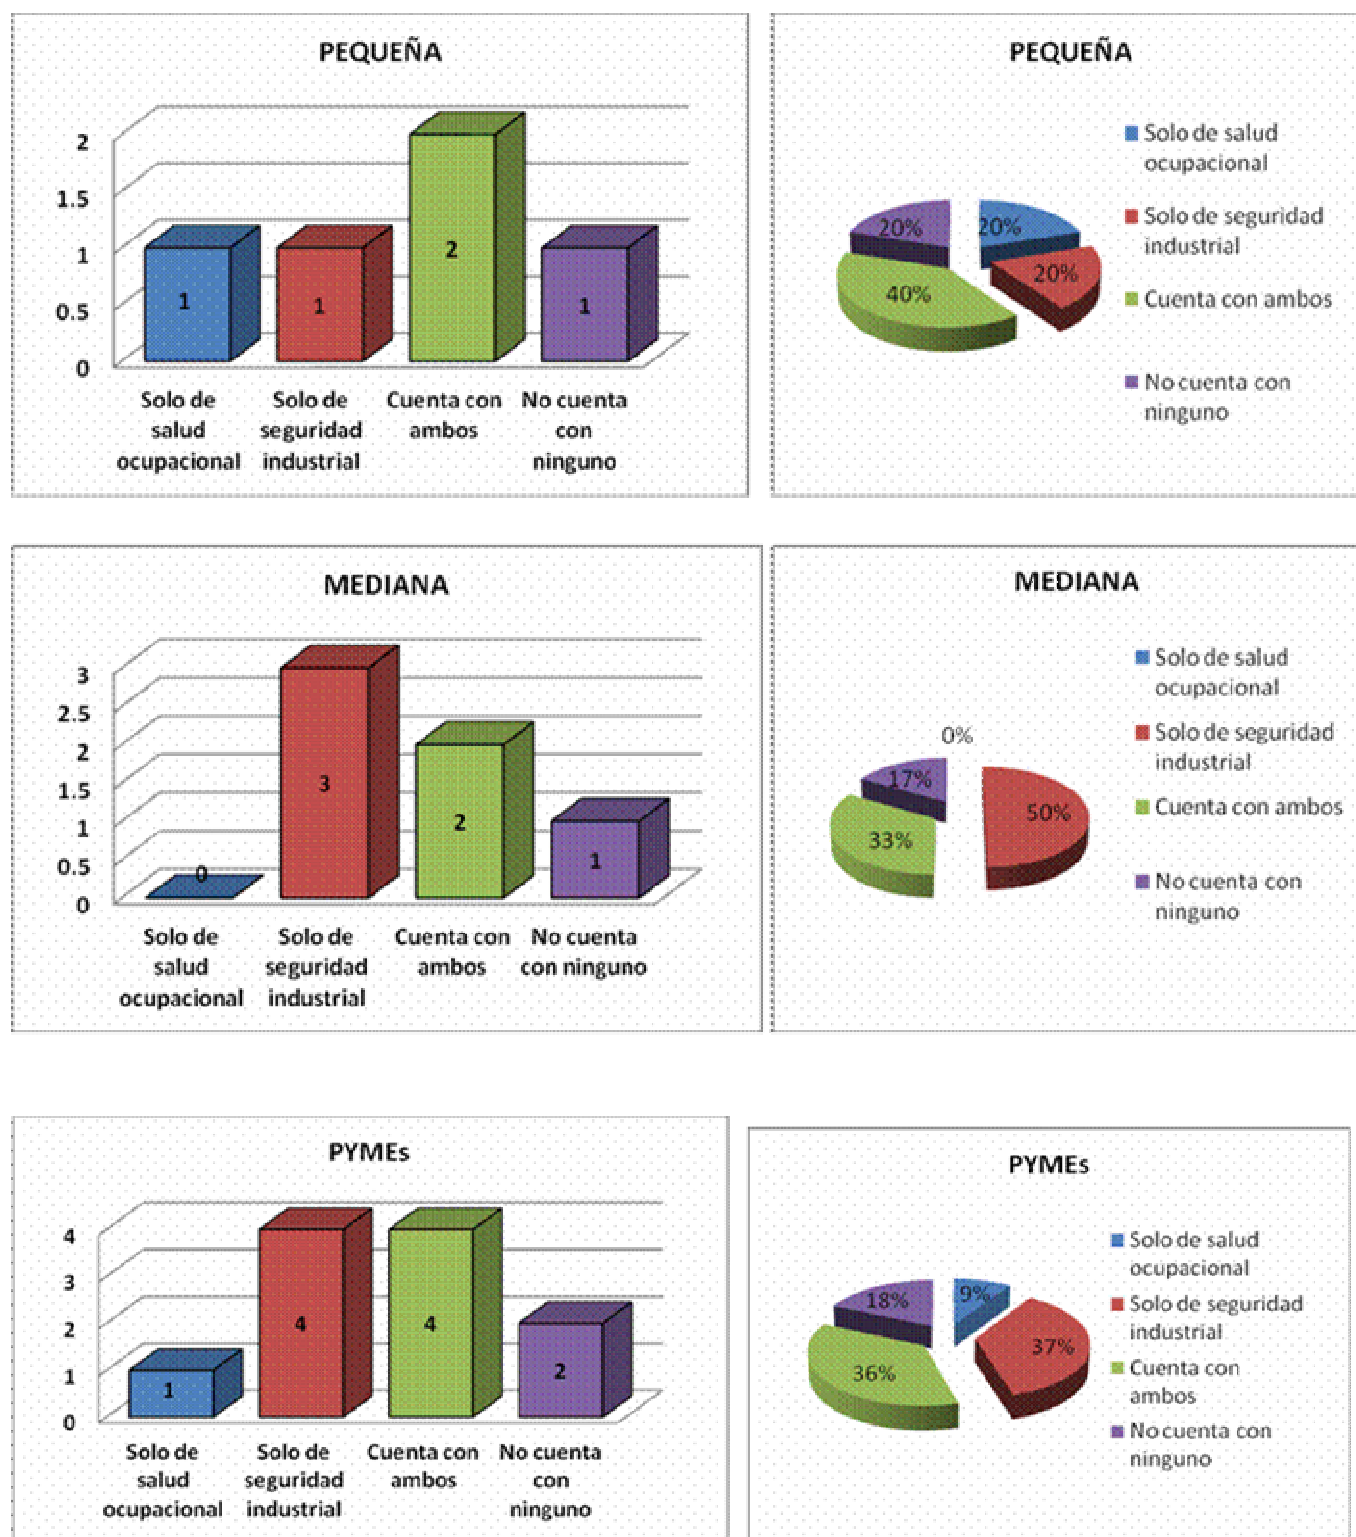 PEQUEÑA
2
1.5
1
0.5
0
1
1
2
1
Solo de
salud
ocupacional
Solo de
seguridad
industrial
Cuenta con
ambos
No cuenta
con
ninguno
PEQUEÑA
20%
20%
20%
40%
Solo de salud
ocupacional
Solo de seguridad
industrial
Cuenta con ambos
No cuenta con
ninguno
MEDIANA
3
2.5
2
1.5
1
0.5
0
0
3
2
1
Solo de
salud
ocupacional
Solo de
seguridad
industrial
Cuenta con
ambos
No cuenta
con ninguno
MEDIANA
0%
17%
50%
33%
Solo de salud
ocupacional
Solo de seguridad
industrial
Cuenta con ambos
No cuenta con
ninguno
PYMEs
4
3
2
1
0
1
4
4
2
Solo de
salud
ocupacional
Solo de
seguridad
industrial
Cuenta con
ambos
No cuenta
con
ninguno
PYMEs
18%
9%
37%
36%
Solo de salud
ocupacional
Solo de seguridad
industrial
Cuenta con
ambos
No cuenta con
ninguno